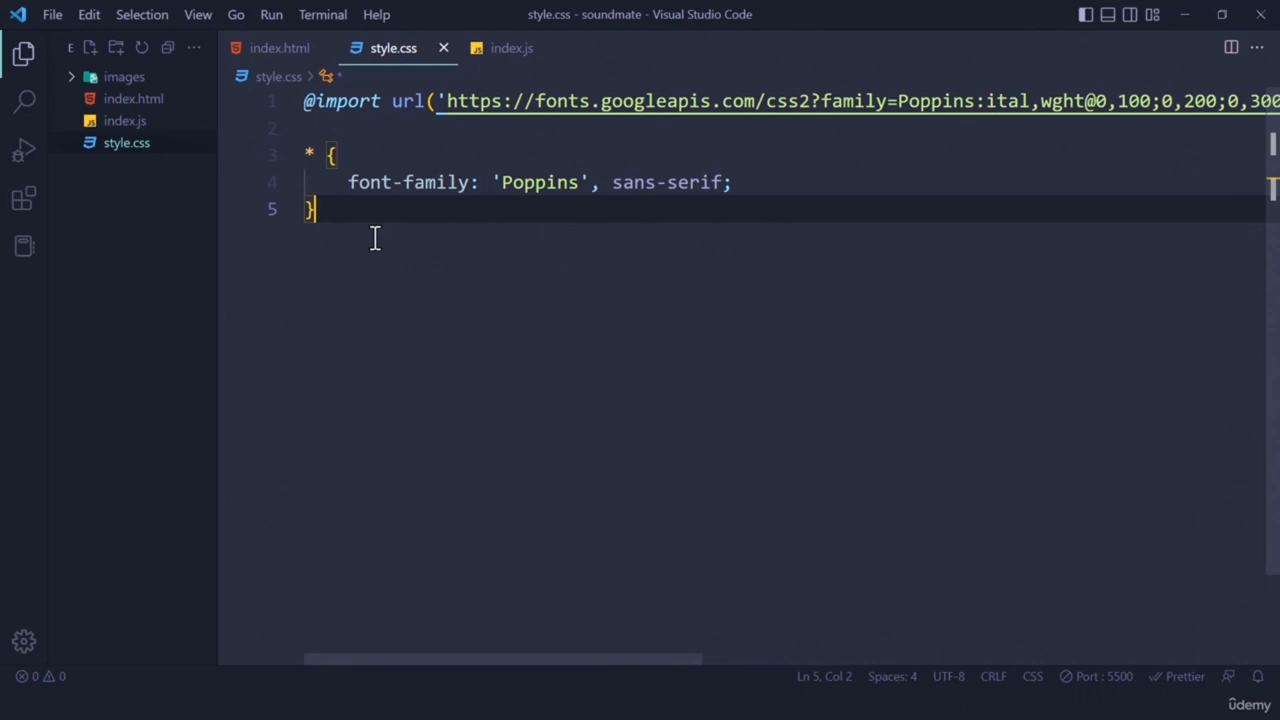 File Edit Selection View Go Run Terminal Help style.css - soundmate - Visual Studio Code
E
images
index.html
index.js
style.css
index.html style.css index.js
style.css > *
1 @import url('https://fonts.googleapis.com/css2?family=Poppins:ital,wght@0,100;0,200;0,300
2
3 * {
4 font-family: 'Poppins', sans-serif;
5 }
0 0 Ln 5, Col 2 Spaces: 4 UTF-8 CRLF CSS Port : 5500 Prettier
ûdemy